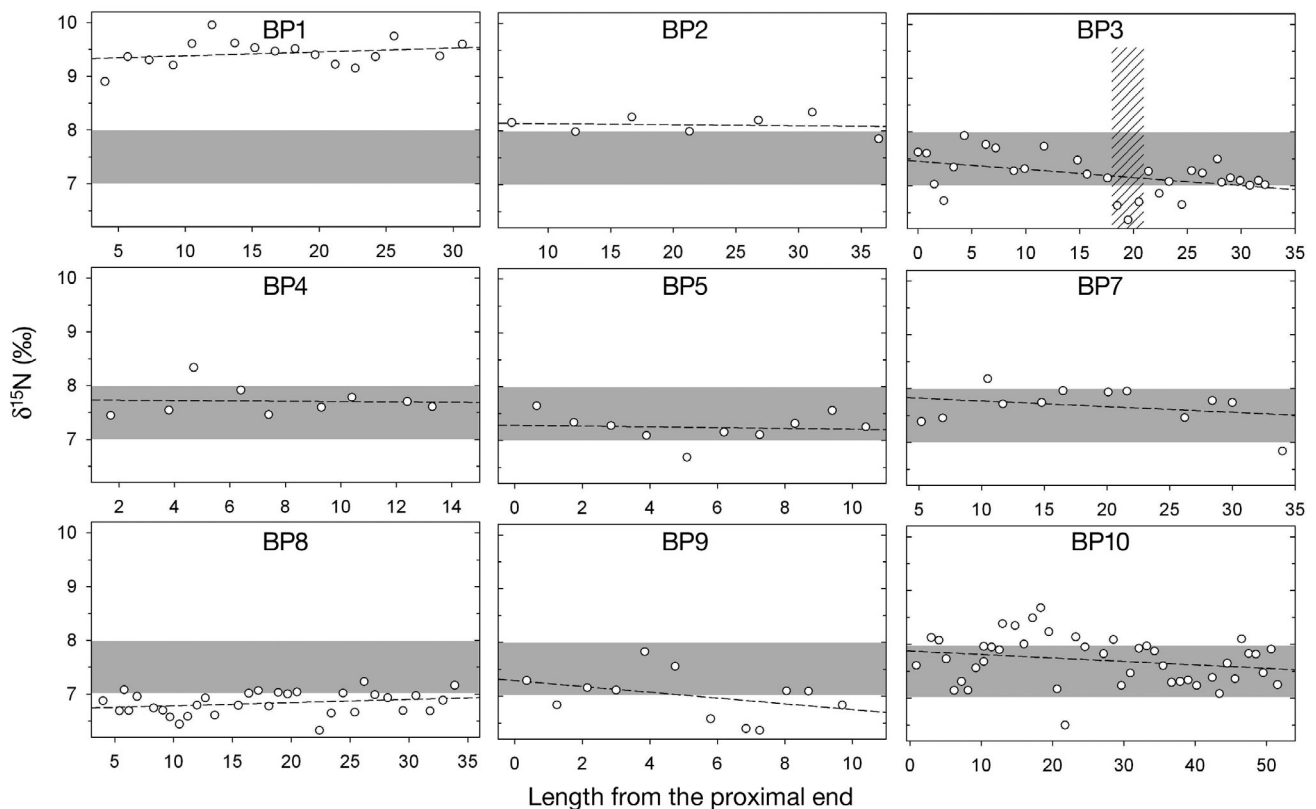 BP1 BP2 BP3
10
9
8
7
5 10 15 20 25 30
10 15 20 25 30 35
0 5 10 15 20 25 30 35
BP4 BP5 BP7
10
9
8
7
2 4 6 8 10 12 14
0 2 4 6 8 10
5 10 15 20 25 30 35
BP8 BP9 BP10
10
9
8
7
5 10 15 20 25 30 35
0 2 4 6 8 10
0 10 20 30 40 50
δ15N (‰)
Length from the proximal end